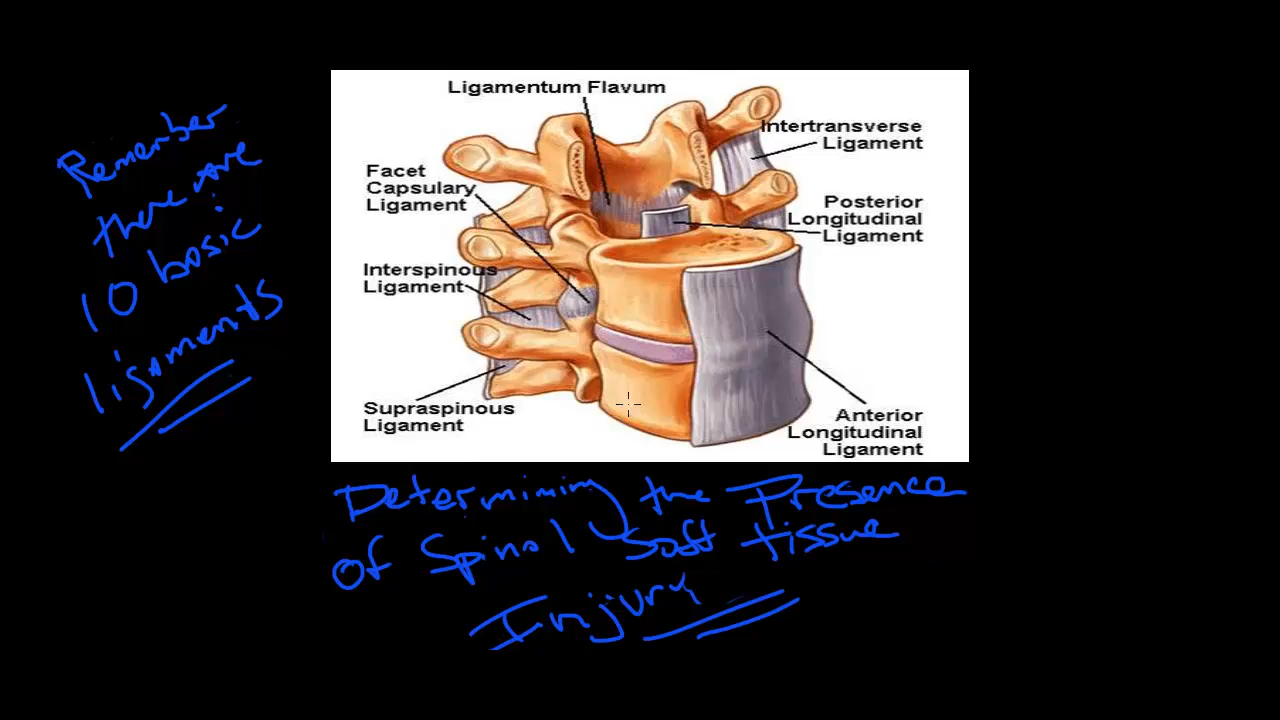 Remember
there are
10 basic
ligaments
Ligamentum Flavum
Intertransverse
Ligament
Facet
Capsulary
Ligament
Posterior
Longitudinal
Ligament
Interspinous
Ligament
Supraspinous
Ligament
Anterior
Longitudinal
Ligament
Determining the Presence
Of Spinal Soft tissue
Injury